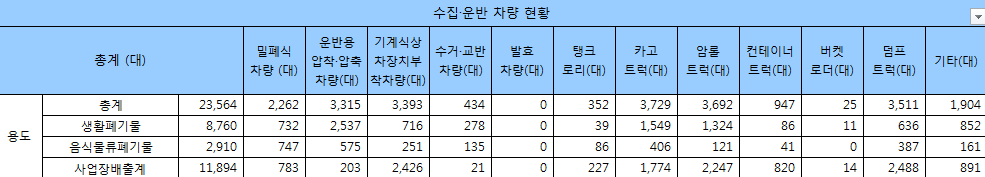 수집·운반 차량 현황
총계 (대) 밀폐식 차량 (대) 운반용 압착·압축 차량(대) 기계식상 차장치부 착차량(대) 수거·교반 차량(대) 발효 차량(대) 탱크 로리(대) 카고 트럭(대) 암롤 트럭(대) 컨테이너 트럭(대) 버켓 로더(대) 덤프 트럭(대) 기타(대)
용도
총계 23,564 2,262 3,315 3,393 434 0 352 3,729 3,692 947 25 3,511 1,904
생활폐기물 8,760 732 2,537 716 278 0 39 1,549 1,324 86 11 636 852
음식물류폐기물 2,910 747 575 251 135 0 86 406 121 41 0 387 161
사업장배출계 11,894 783 203 2,426 21 0 227 1,774 2,247 820 14 2,488 891